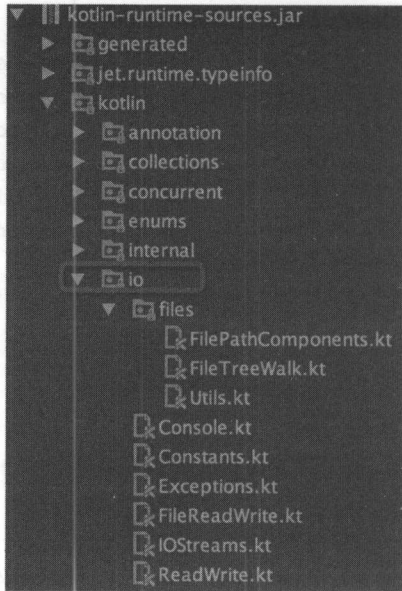 kotlin-runtime-sources.jar
generated
jet.runtime.typeinfo
kotlin
annotation
collections
concurrent
enums
internal
io
files
FilePathComponents.kt
FileTreeWalk.kt
Utils.kt
Console.kt
Constants.kt
Exceptions.kt
FileReadWrite.kt
IOStreams.kt
ReadWrite.kt